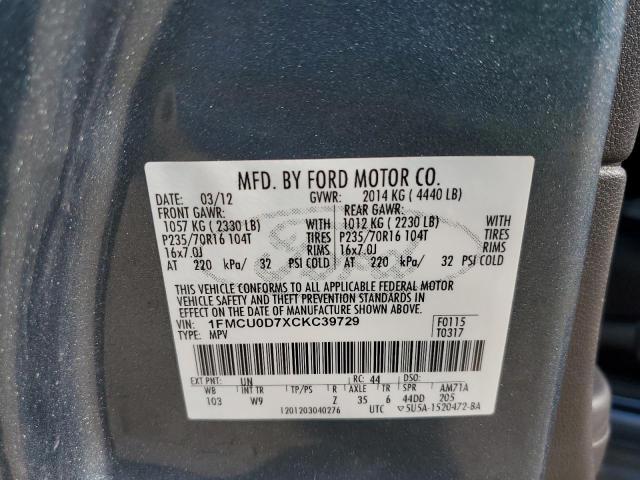 MFD. BY FORD MOTOR CO.
DATE: 03/12 GVWR: 2014 KG ( 4440 LB)
FRONT GAWR: REAR GAWR:
1057 KG ( 2330 LB) 1012 KG ( 2230 LB)
P235/70R16 104T TIRES P235/70R16 104T TIRES
16x7.0J RIMS 16x7.0J RIMS
AT 220 kPa/ 32 PSI COLD AT 220 kPa/ 32 PSI COLD
THIS VEHICLE CONFORMS TO ALL APPLICABLE FEDERAL MOTOR
VEHICLE SAFETY AND THEFT PREVENTION STANDARDS IN
EFFECT ON THE DATE OF MANUFACTURE SHOWN ABOVE.
VIN: 1FMCU0D7XCKC39729 F0115
TYPE: MPV T0317
EXT PNT: UN RC: 44 DSO:
WB INT TR TP/PS R AXLE TR SPR AM71A
103 W9 Z 35 6 44DD 205
1201203040276 UTC ▽5U5A-1520472-BA